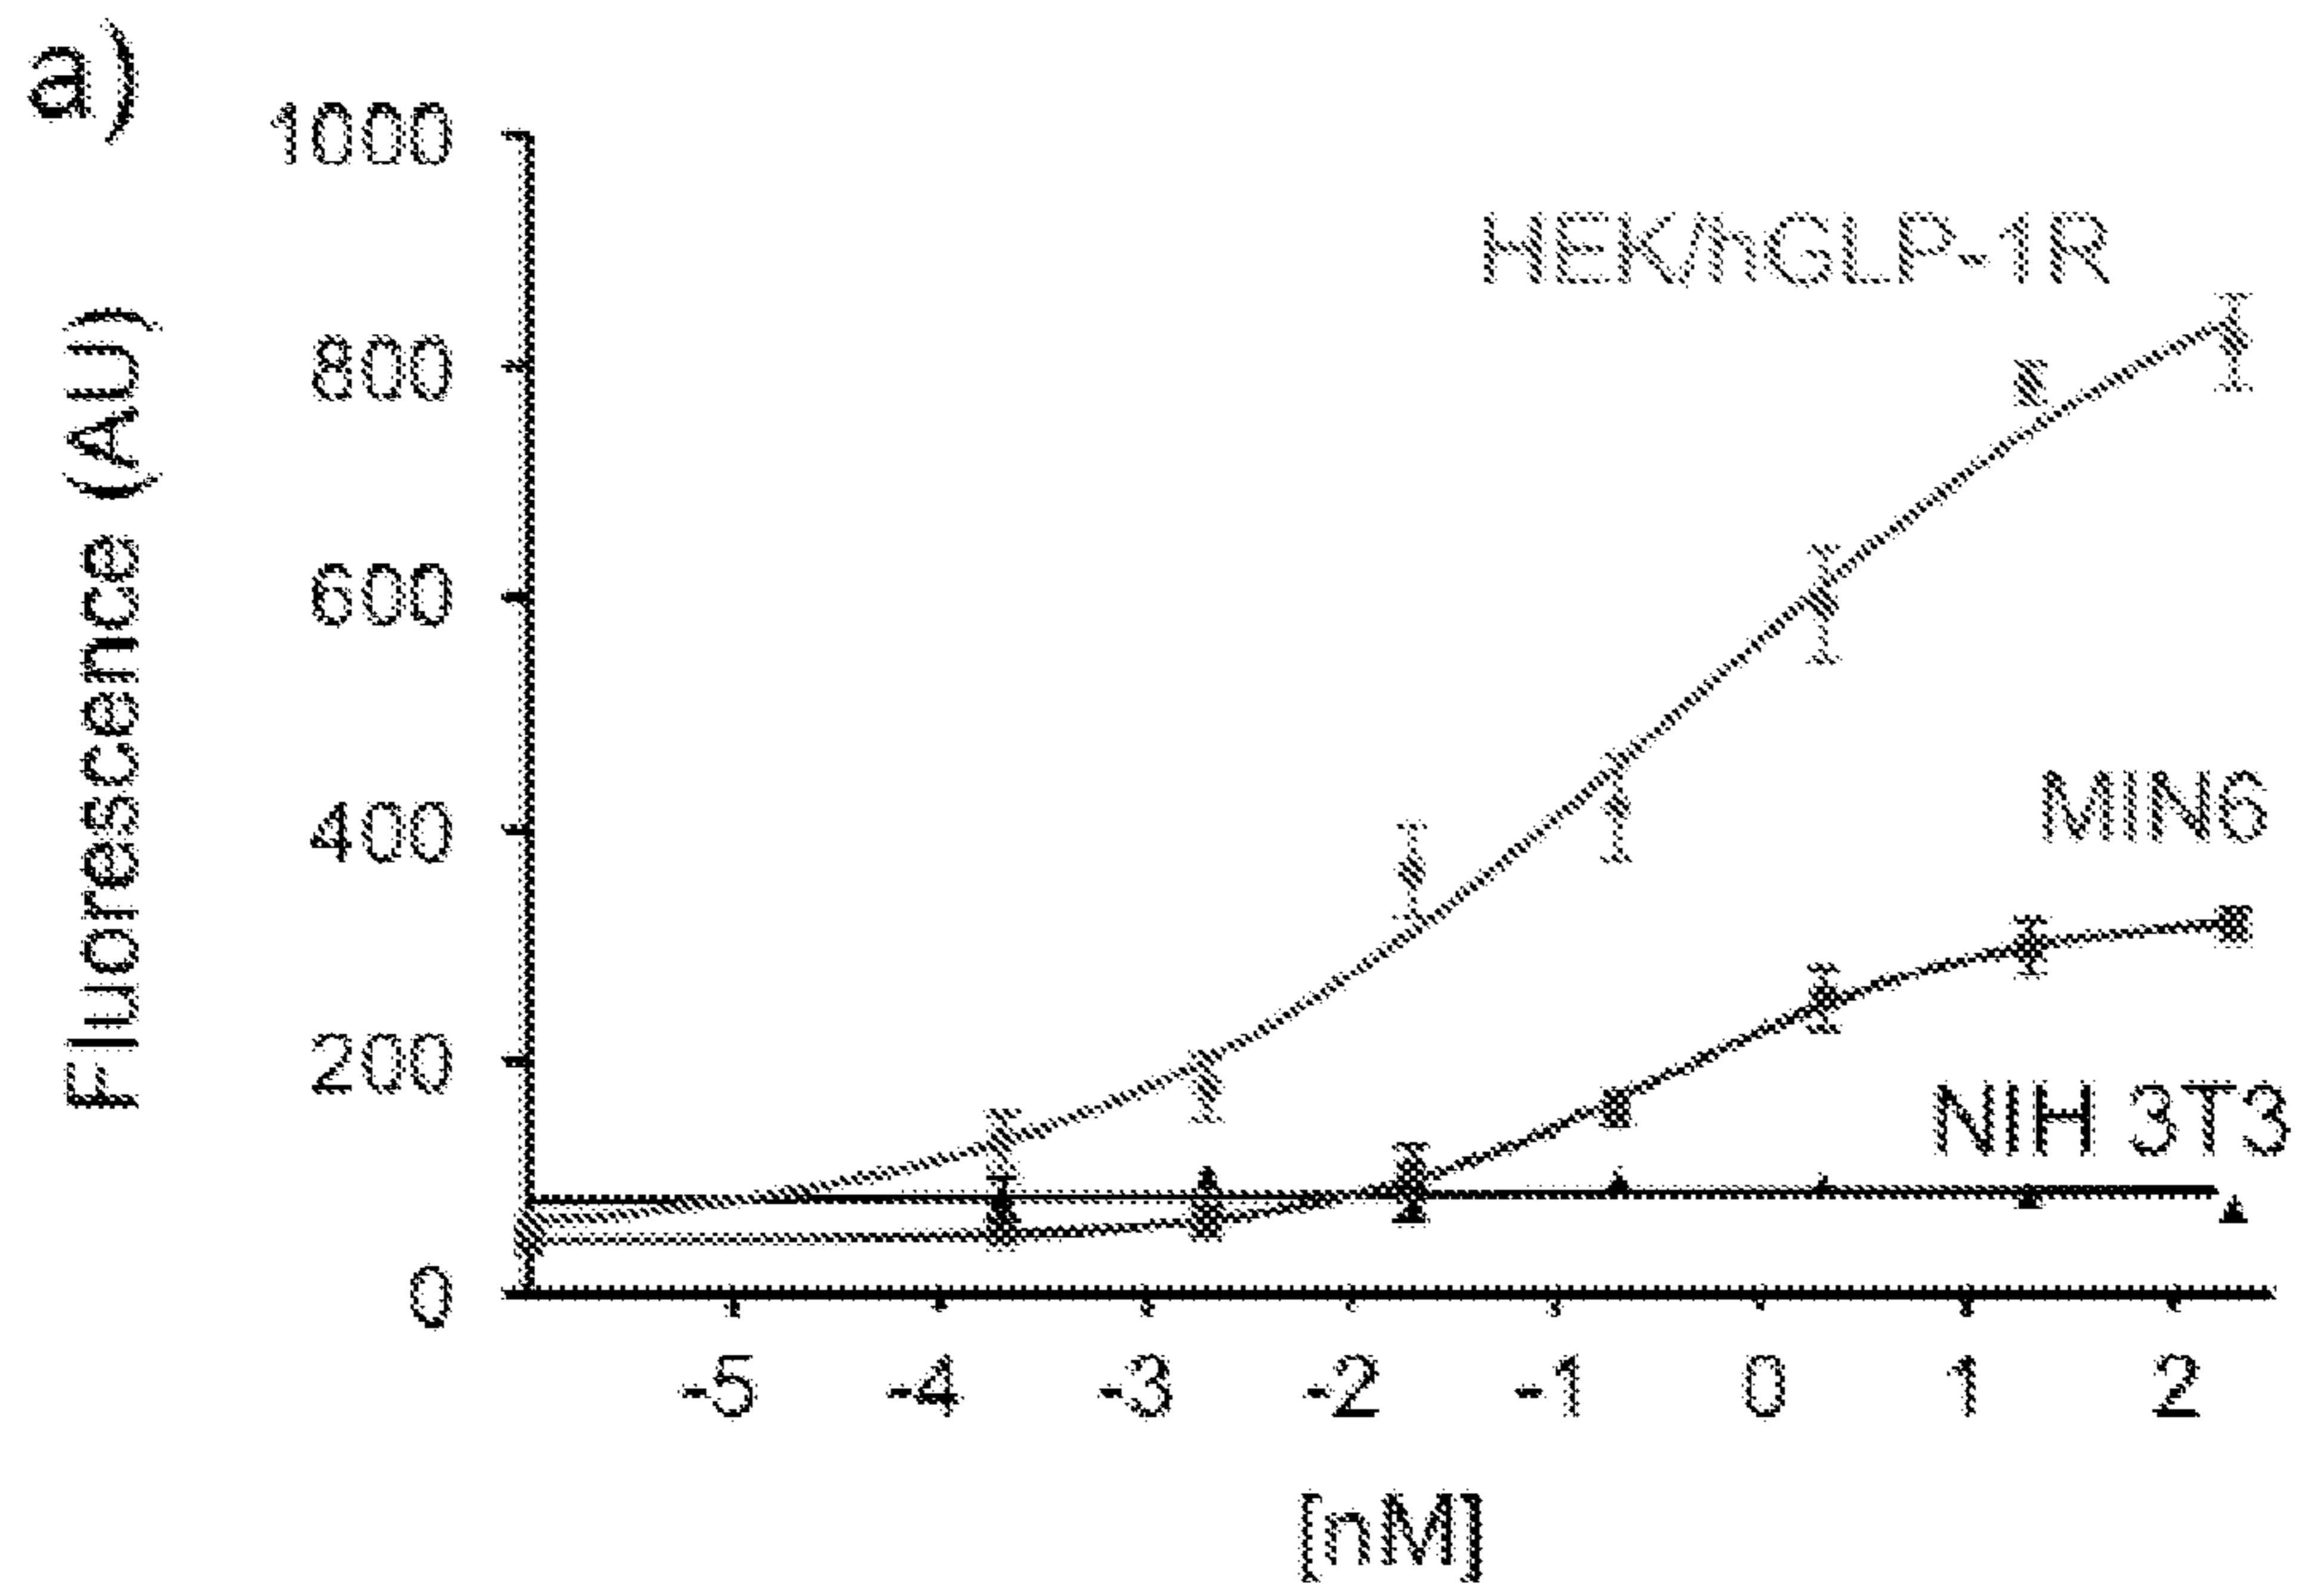 a)
1000
800
600
400
200
0
Fluorescence (AU)
HEK/hGLP-1R
MIN6
NIH 3T3
-5 -4 -3 -2 -1 0 1 2
[nM]